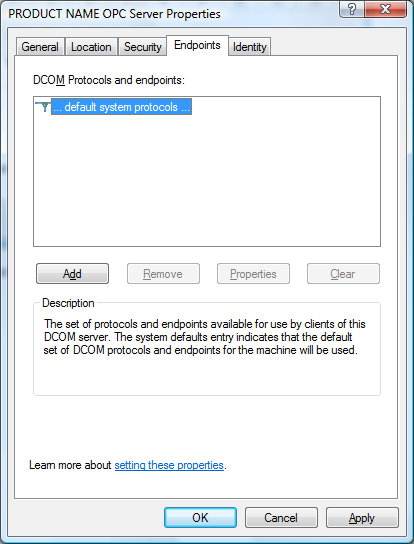 PRODUCT NAME OPC Server Properties
General Location Security Endpoints Identity
DCOM Protocols and endpoints:
... default system protocols ...
Add Remove Properties Clear
Description
The set of protocols and endpoints available for use by clients of this
DCOM server. The system defaults entry indicates that the default
set of DCOM protocols and endpoints for the machine will be used.
Learn more about setting these properties.
OK Cancel Apply